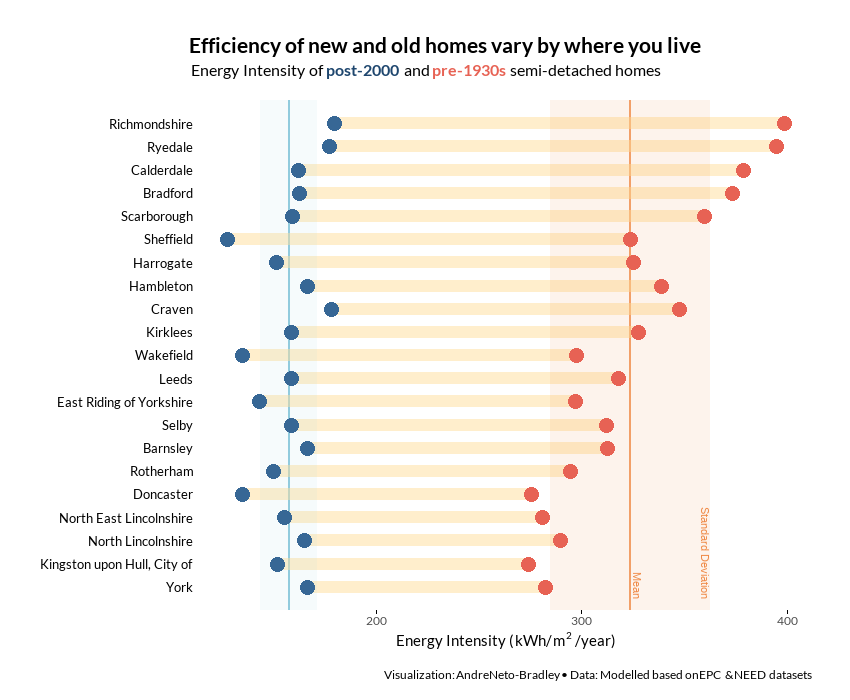 Efficiency of new and old homes vary by where you live
Energy Intensity of post-2000 and pre-1930s semi-detached homes
Richmondshire
Ryedale
Calderdale
Bradford
Scarborough
Sheffield
Harrogate
Hambleton
Craven
Kirklees
Wakefield
Leeds
East Riding of Yorkshire
Selby
Barnsley
Rotherham
Doncaster
North East Lincolnshire
North Lincolnshire
Kingston upon Hull, City of
York
Mean
Standard Deviation
200 300 400
Energy Intensity (kWh/m² /year)
Visualization: AndreNeto-Bradley • Data: Modelled based on EPC & NEED datasets